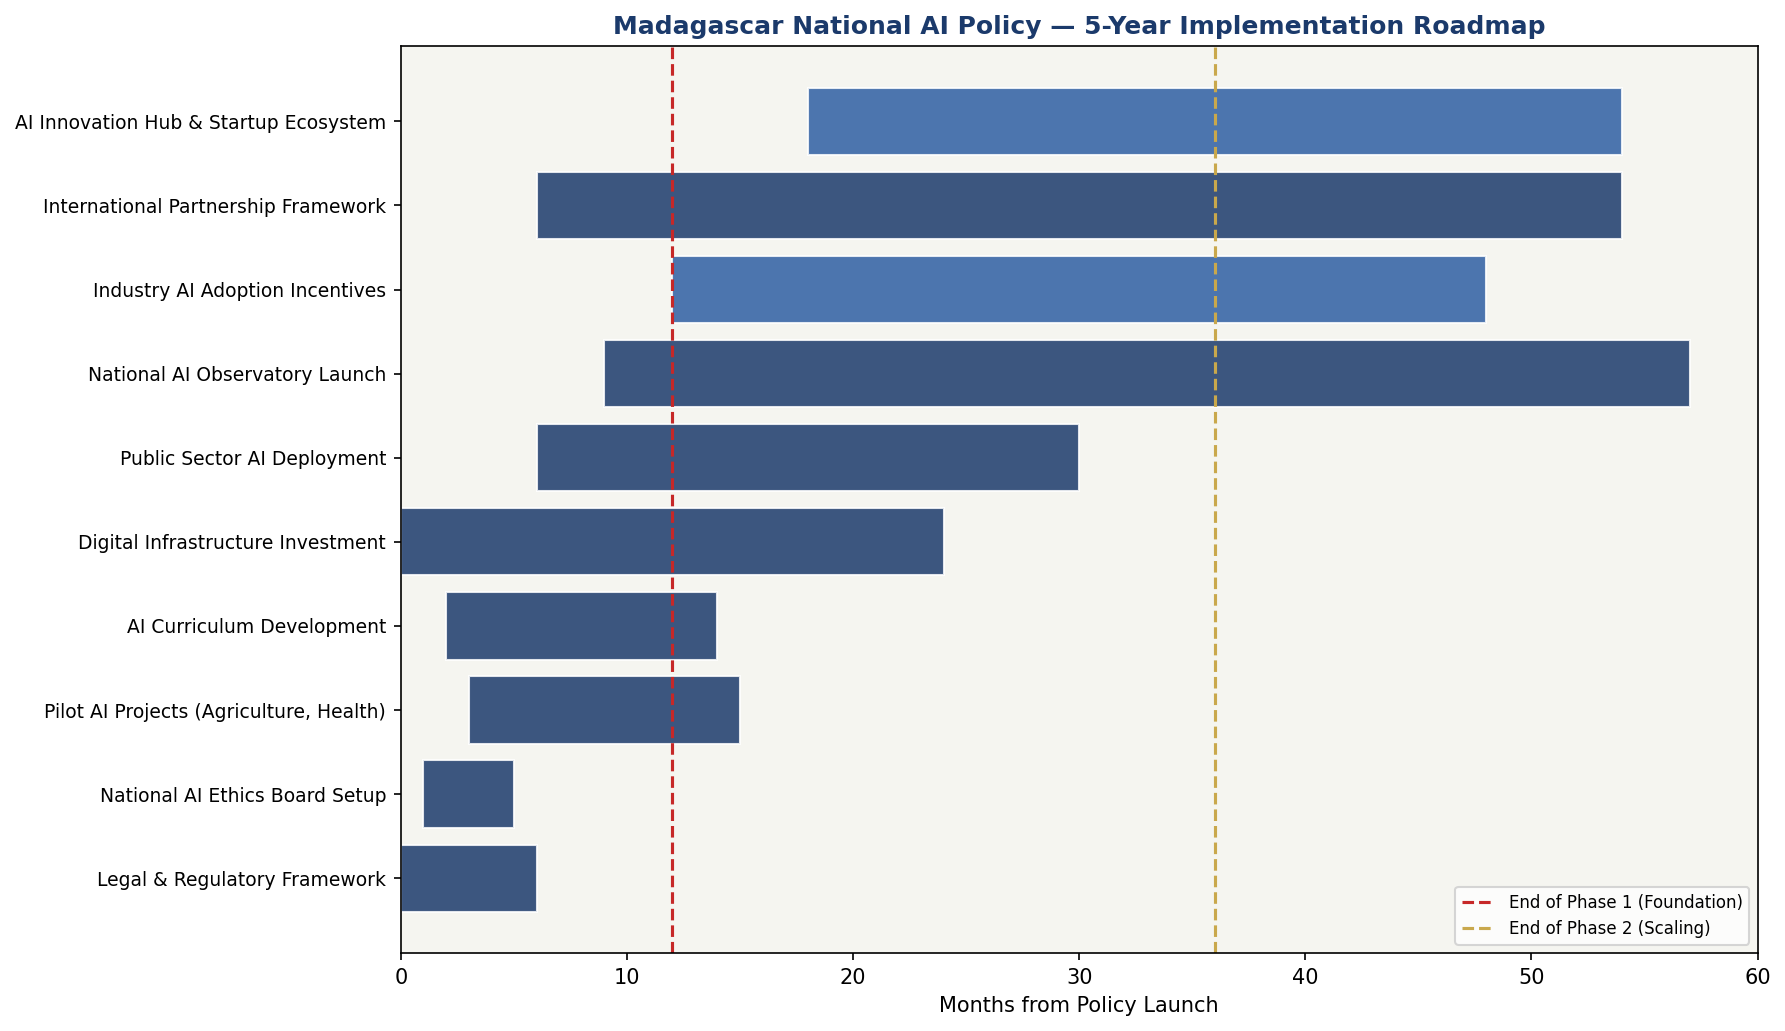 Madagascar National AI Policy — 5-Year Implementation Roadmap
AI Innovation Hub & Startup Ecosystem
International Partnership Framework
Industry AI Adoption Incentives
National AI Observatory Launch
Public Sector AI Deployment
Digital Infrastructure Investment
AI Curriculum Development
Pilot AI Projects (Agriculture, Health)
National AI Ethics Board Setup
Legal & Regulatory Framework
End of Phase 1 (Foundation)
End of Phase 2 (Scaling)
0 10 20 30 40 50 60
Months from Policy Launch